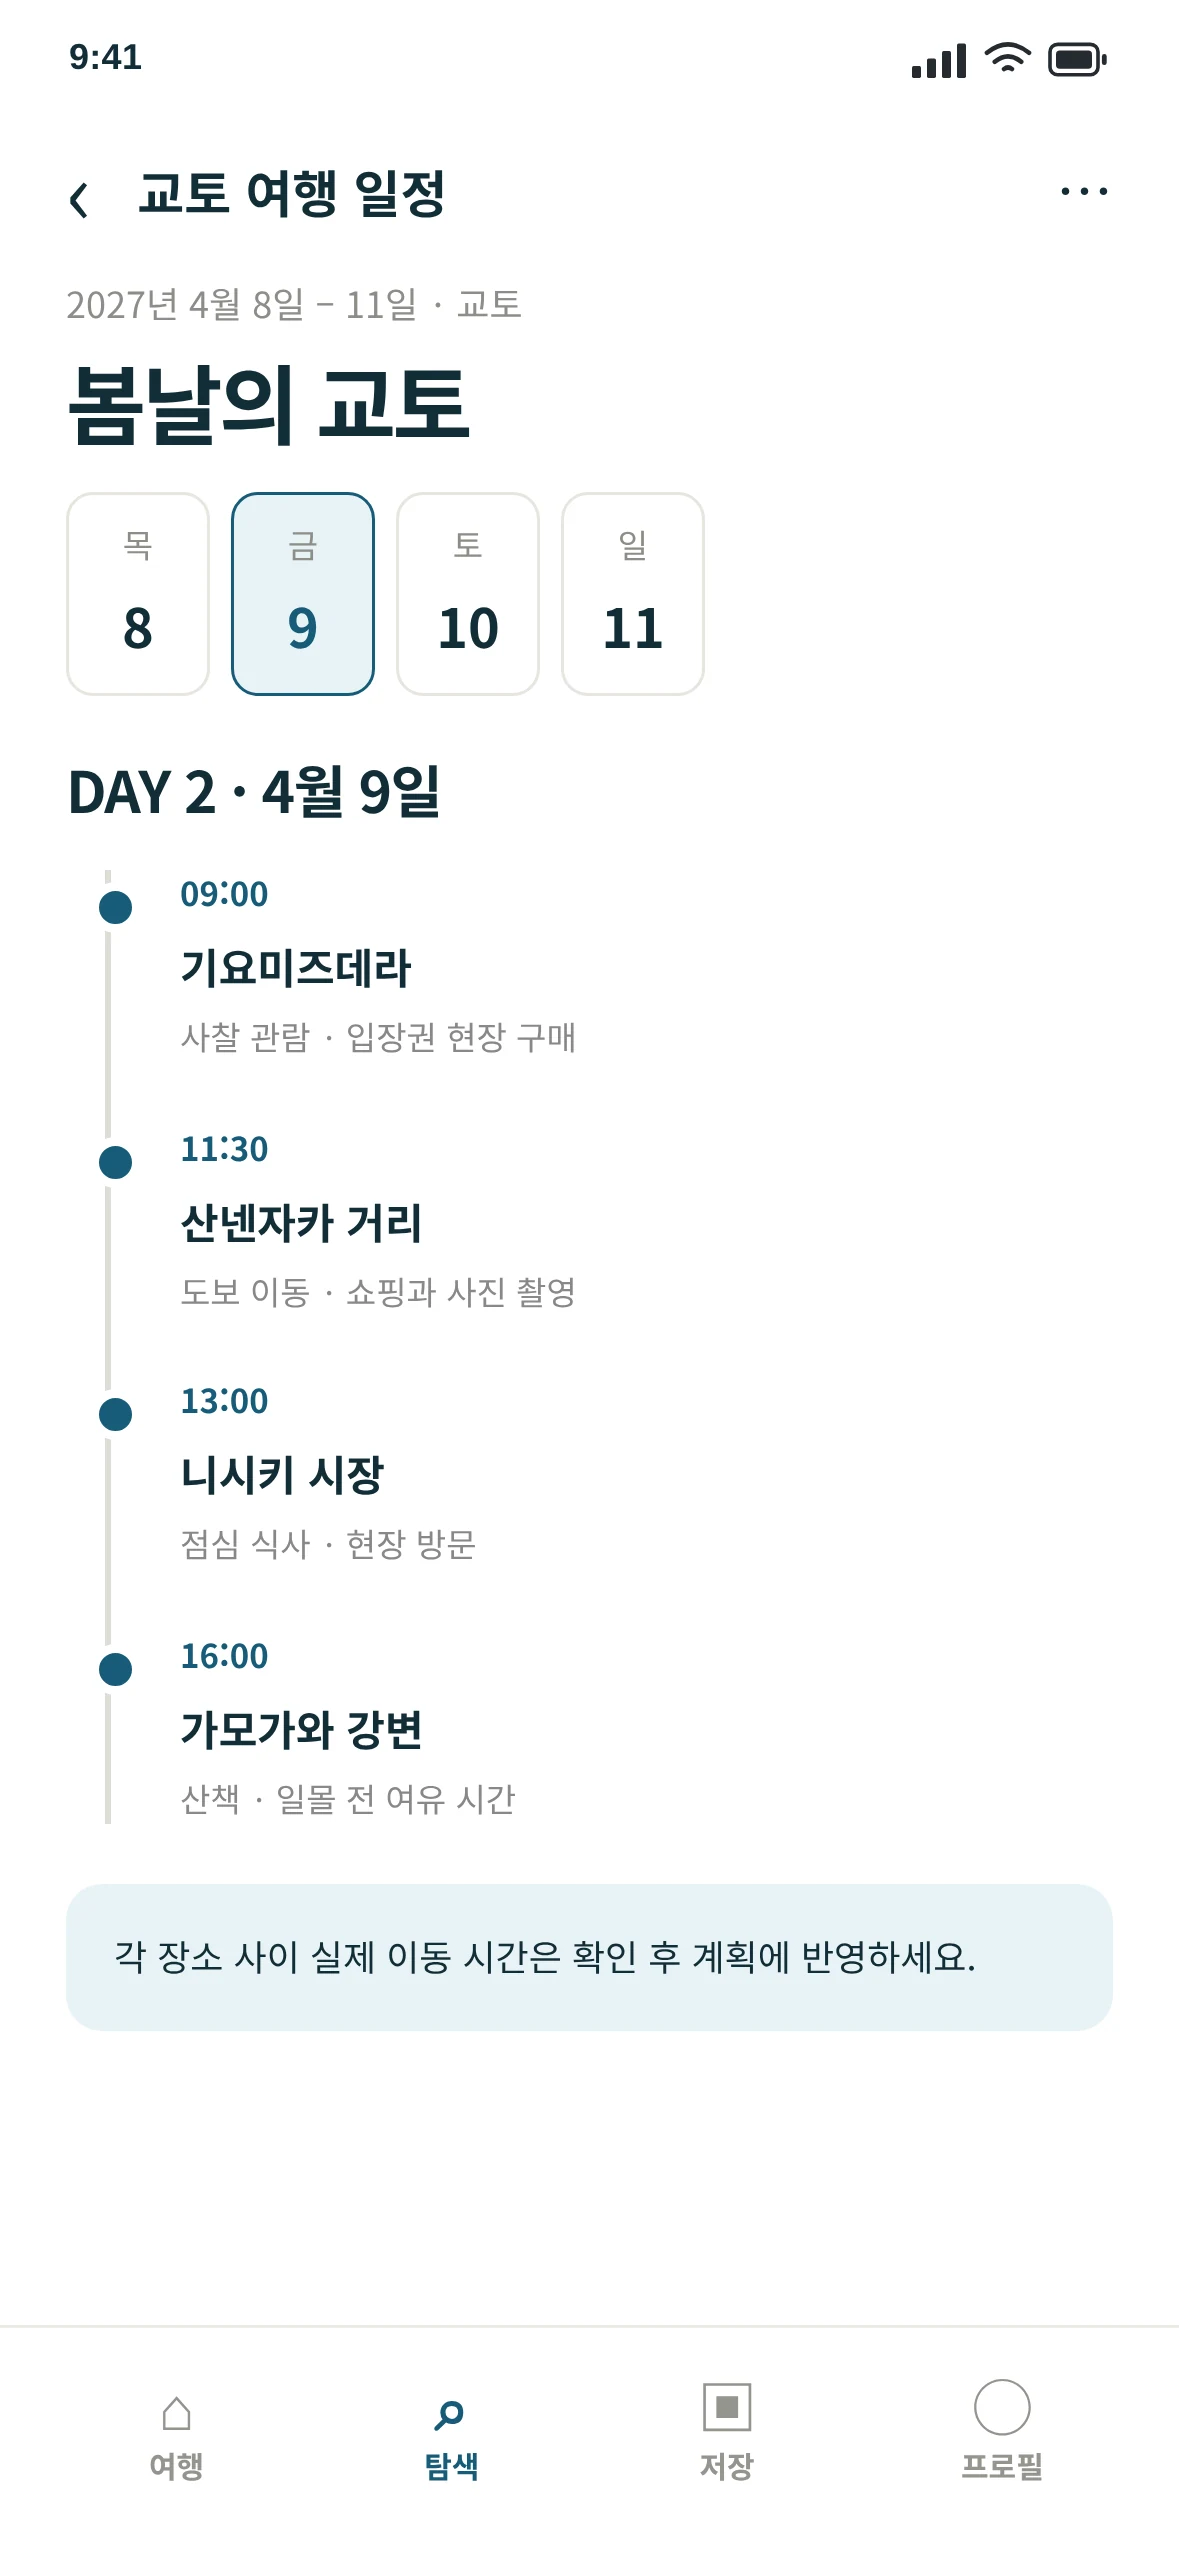 9:41
교토 여행 일정
2027년 4월 8일 – 11일 · 교토
봄날의 교토
목 금 토 일
8 9 10 11
DAY 2 · 4월 9일
09:00
기요미즈데라
사찰 관람 · 입장권 현장 구매
11:30
산넨자카 거리
도보 이동 · 쇼핑과 사진 촬영
13:00
니시키 시장
점심 식사 · 현장 방문
16:00
가모가와 강변
산책 · 일몰 전 여유 시간
각 장소 사이 실제 이동 시간은 확인 후 계획에 반영하세요.
여행 탐색 저장 프로필